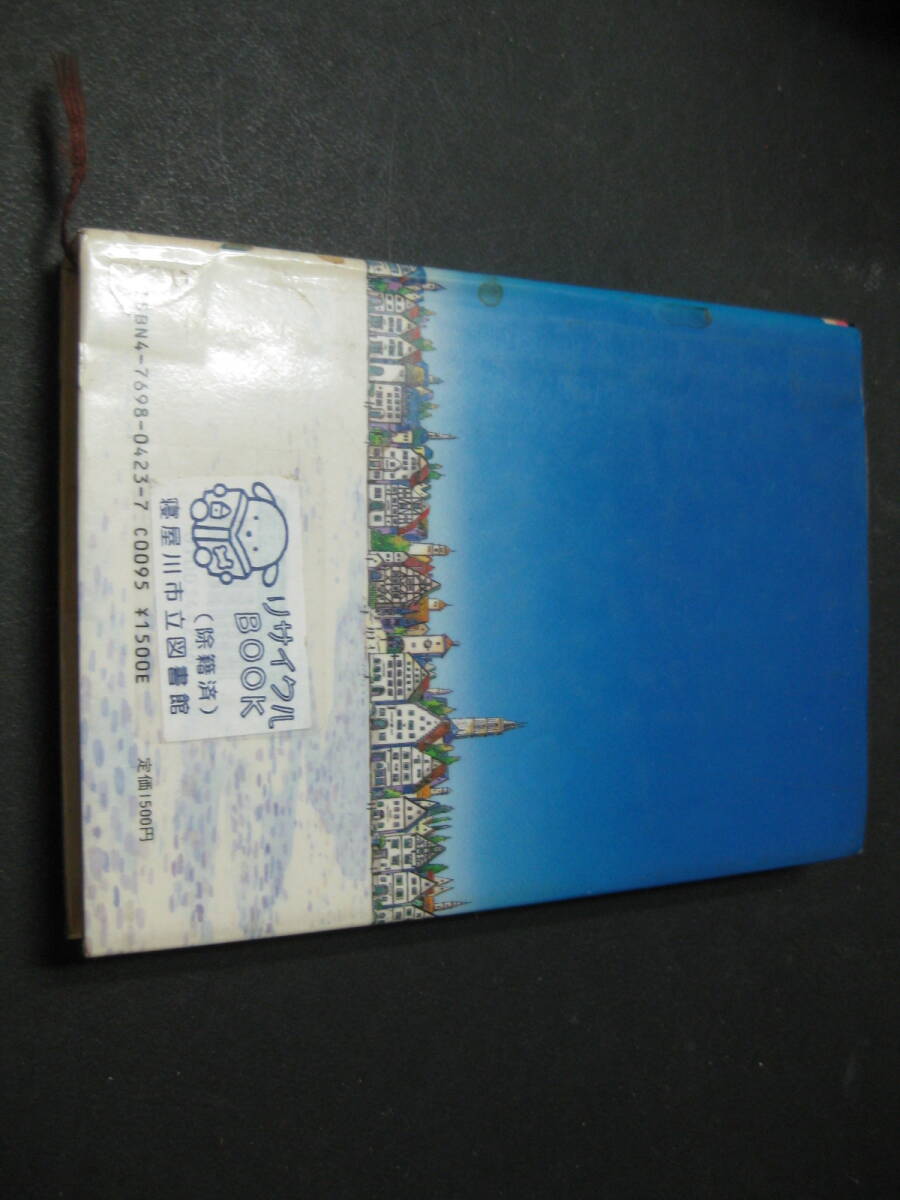 リサイクル
BOOK
(除籍済)
寝屋川市立図書館
ISBN4-7698-0423-7 C0095 ¥1500E
定価1500円